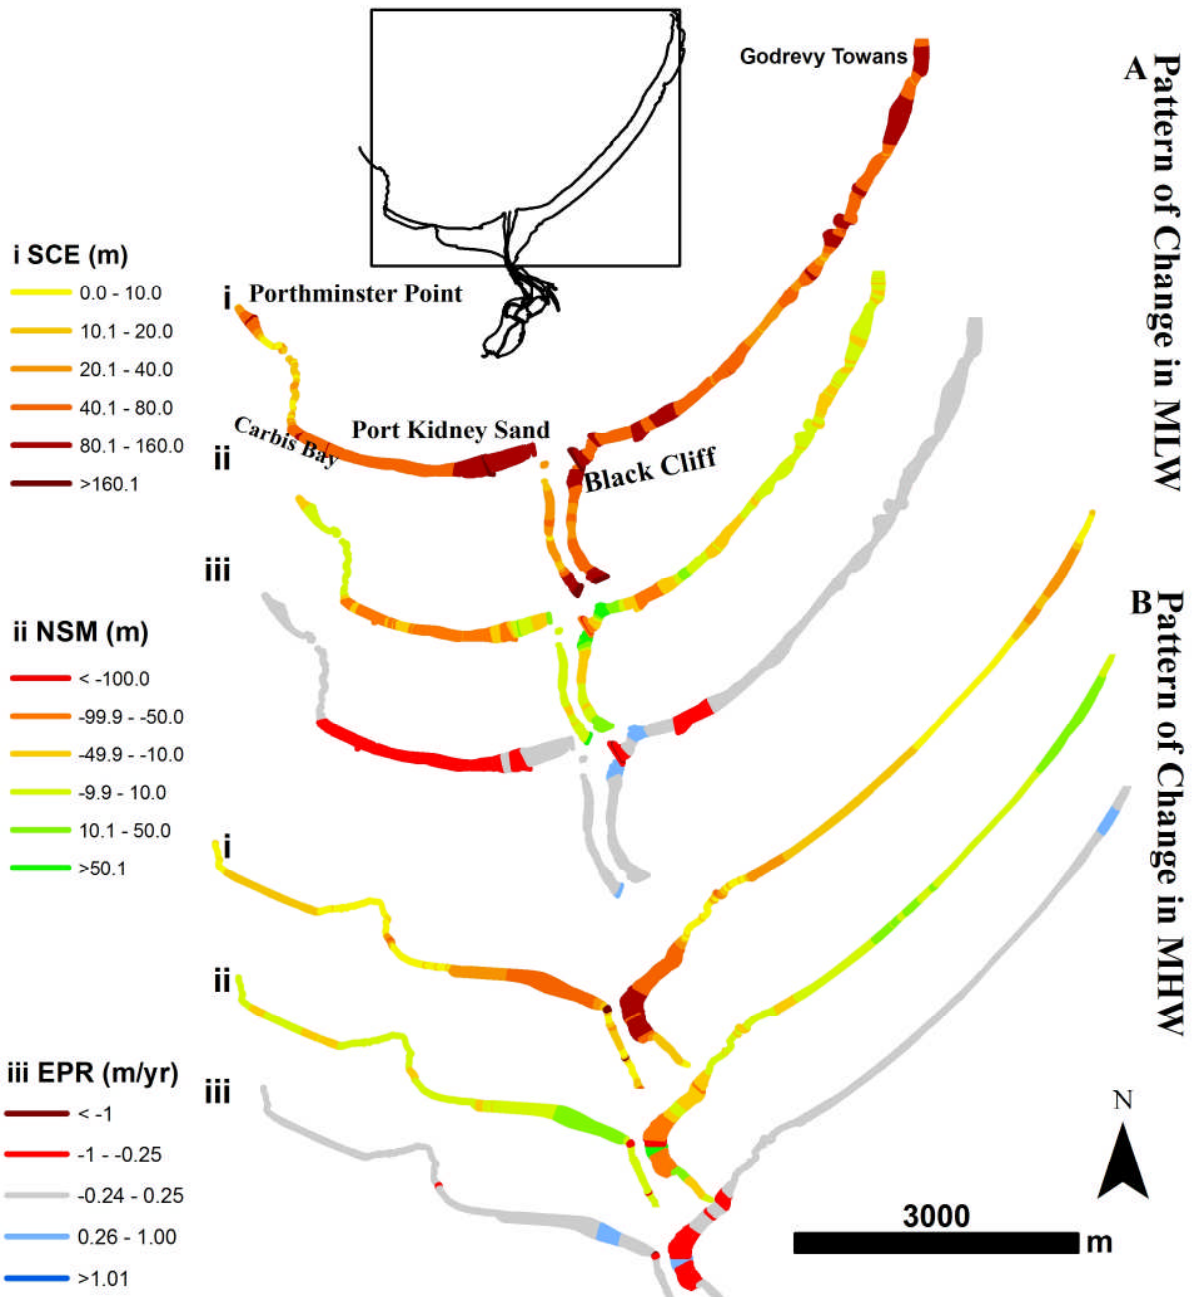 Godrevy Towans
A
Pattern of Change in MLW
i SCE (m)
0.0 - 10.0
10.1 - 20.0
20.1 - 40.0
40.1 - 80.0
80.1 - 160.0
>160.1
i
Porthminster Point
Carbis Bay
Port Kidney Sand
Black Cliff
ii
iii
ii NSM (m)
< -100.0
-99.9 - -50.0
-49.9 - -10.0
-9.9 - 10.0
10.1 - 50.0
>50.1
B
Pattern of Change in MHW
i
ii
iii
iii EPR (m/yr)
< -1
-1 - -0.25
-0.24 - 0.25
0.26 - 1.00
>1.01
N
3000
m